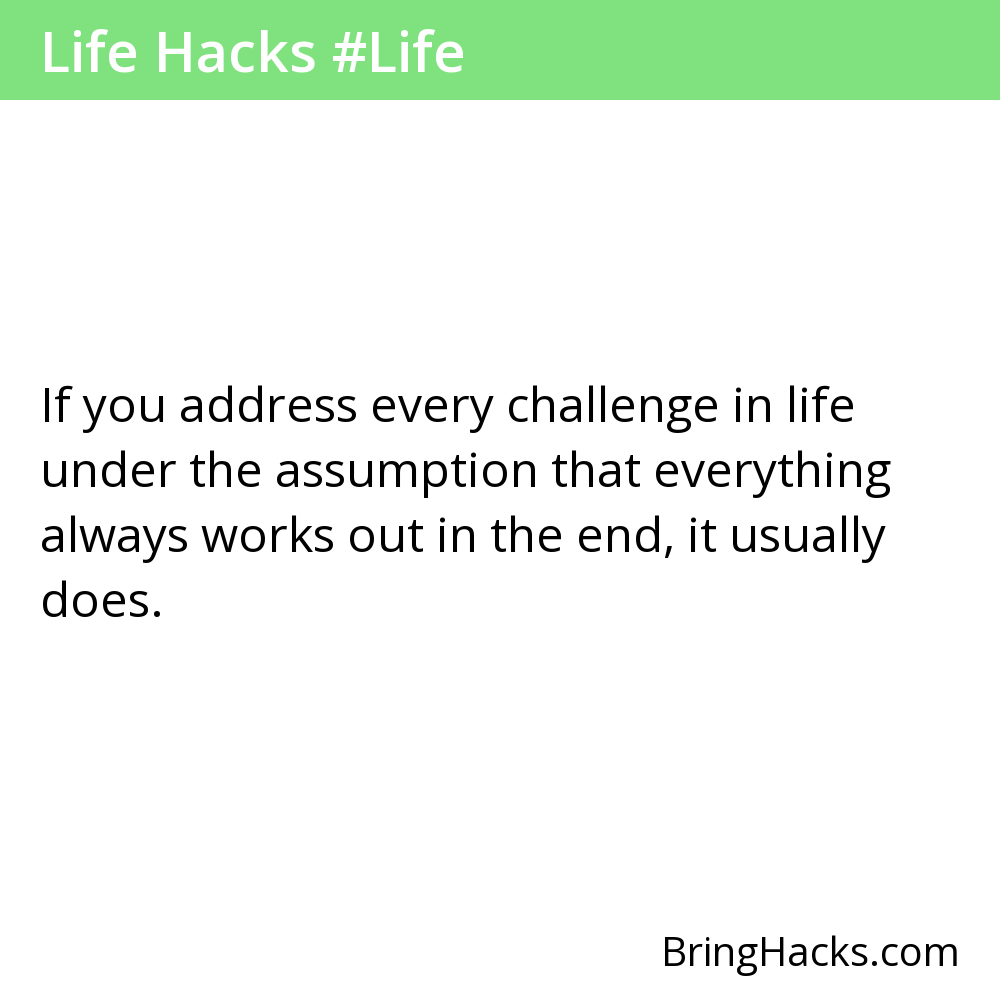 Life Hacks #Life
If you address every challenge in life
under the assumption that everything
always works out in the end, it usually
does.
BringHacks.com